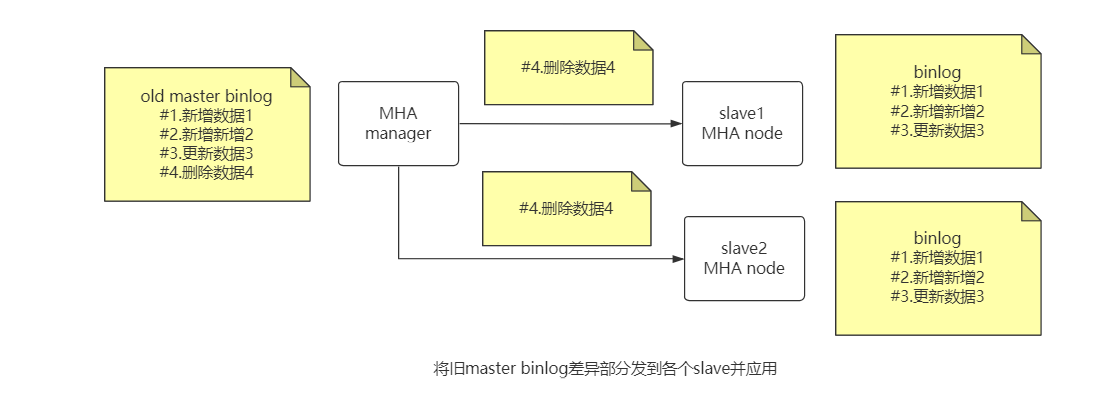 old master binlog
#1.新增数据1
#2.新增新增2
#3.更新数据3
#4.删除数据4
MHA
manager
#4.删除数据4
slave1
MHA node
binlog
#1.新增数据1
#2.新增新增2
#3.更新数据3
#4.删除数据4
slave2
MHA node
binlog
#1.新增数据1
#2.新增新增2
#3.更新数据3
将旧master binlog差异部分发到各个slave并应用